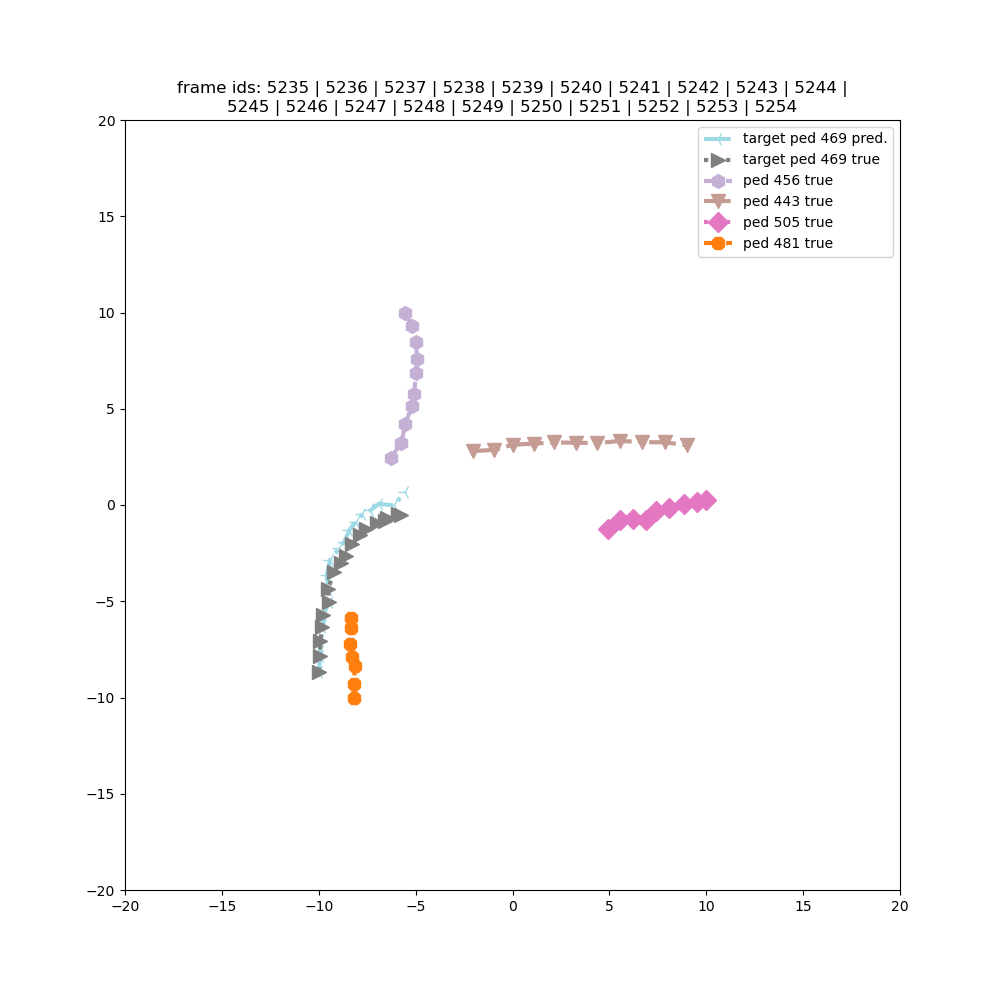 frame ids: 5235 | 5236 | 5237 | 5238 | 5239 | 5240 | 5241 | 5242 | 5243 | 5244 |
5245 | 5246 | 5247 | 5248 | 5249 | 5250 | 5251 | 5252 | 5253 | 5254
target ped 469 pred.
target ped 469 true
ped 456 true
ped 443 true
ped 505 true
ped 481 true
20
15
10
5
0
−5
−10
−15
−20
−20 −15 −10 −5 0 5 10 15 20